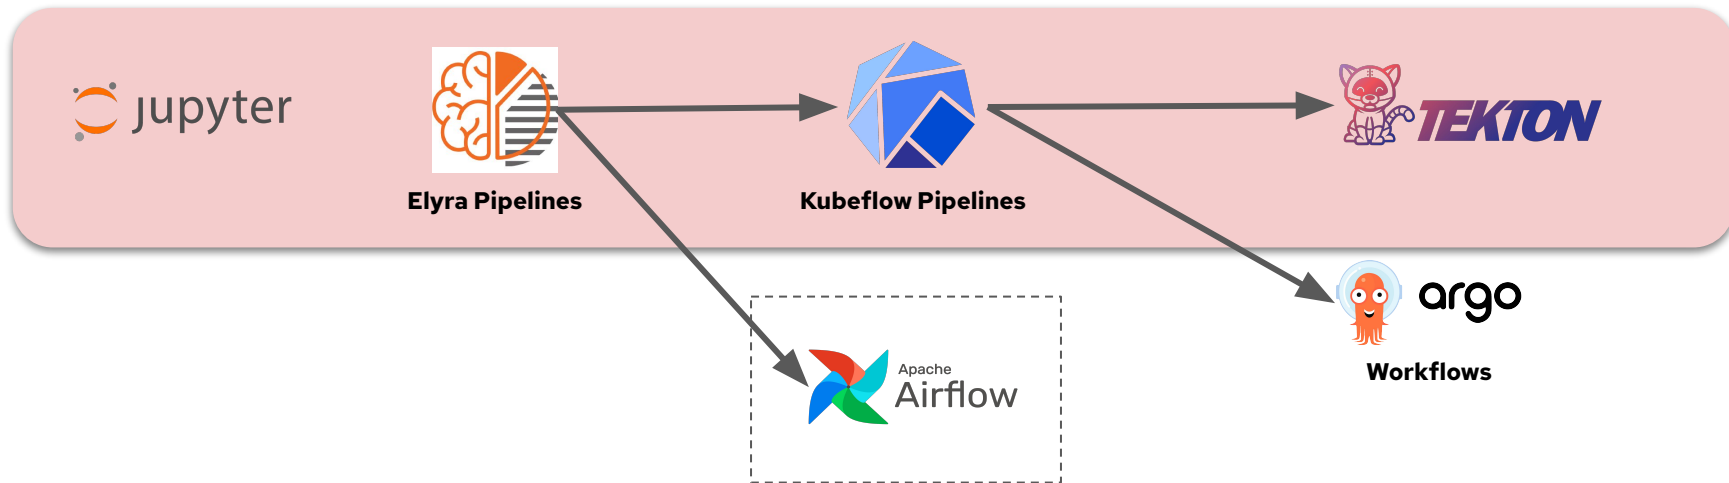 jupyter
Elyra Pipelines
Kubeflow Pipelines
TEKTON
argo
Workflows
Apache
Airflow